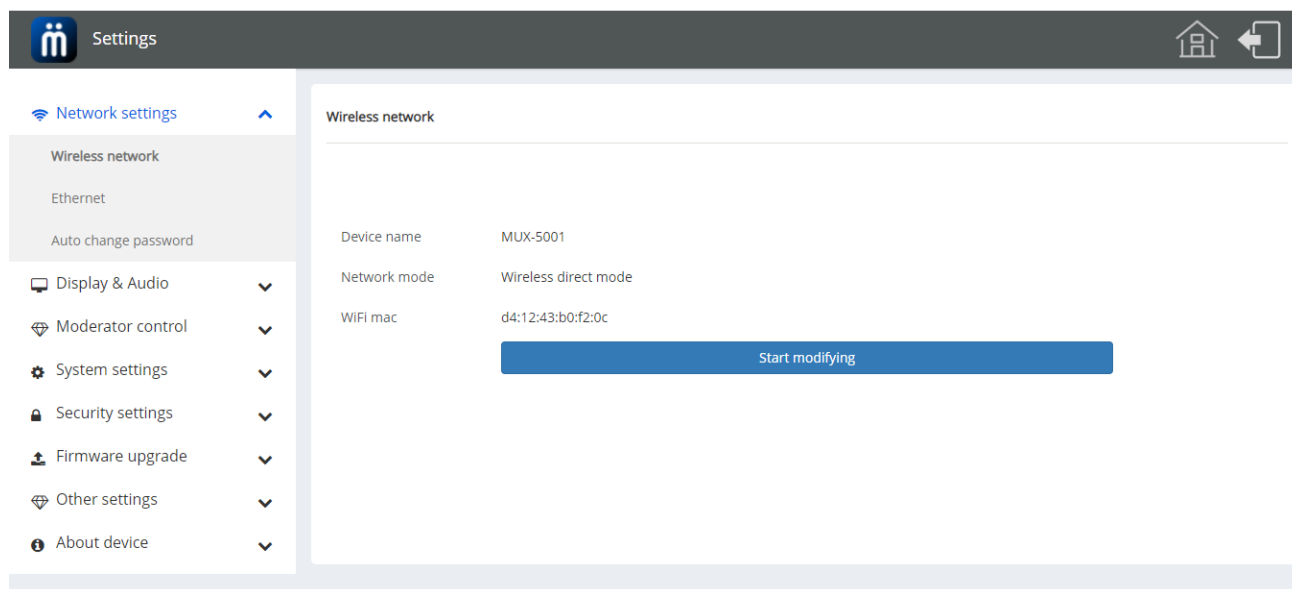 m̈ Settings
Network settings
Wireless network
Ethernet
Auto change password
Display & Audio
Moderator control
System settings
Security settings
Firmware upgrade
Other settings
About device
Wireless network
Device name MUX-5001
Network mode Wireless direct mode
WiFi mac d4:12:43:b0:f2:0c
Start modifying